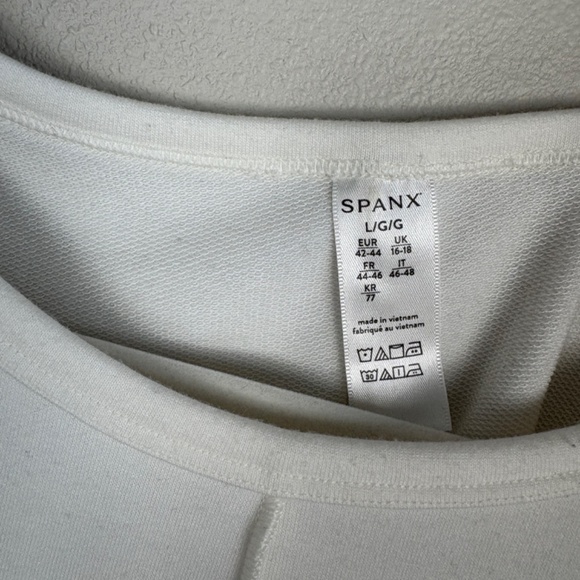 SPANX
L/G/G
EUR UK
42-44 16-18
FR IT
44-46 46-48
KR
77
made in vietnam
fabriqué au vietnam
30